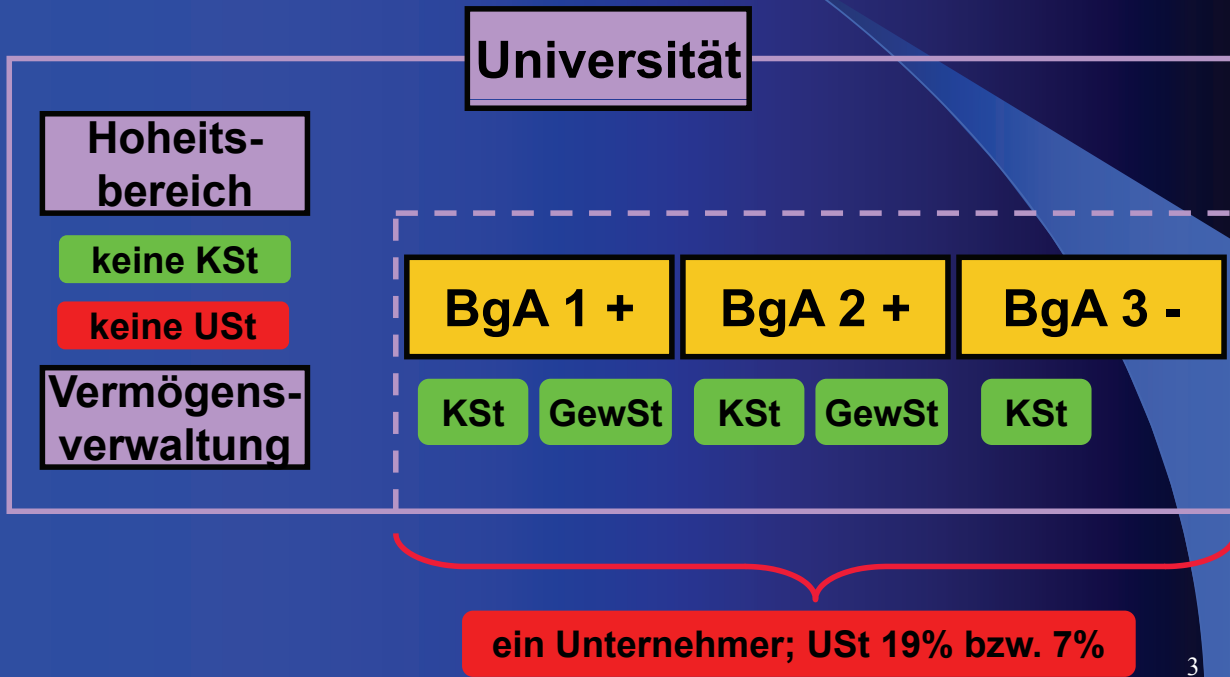 Universität
Hoheits-
bereich
keine KSt
keine USt
Vermögens-
verwaltung
BgA 1 +
BgA 2 +
BgA 3 -
KSt
GewSt
KSt
GewSt
KSt
ein Unternehmer; USt 19% bzw. 7%
3